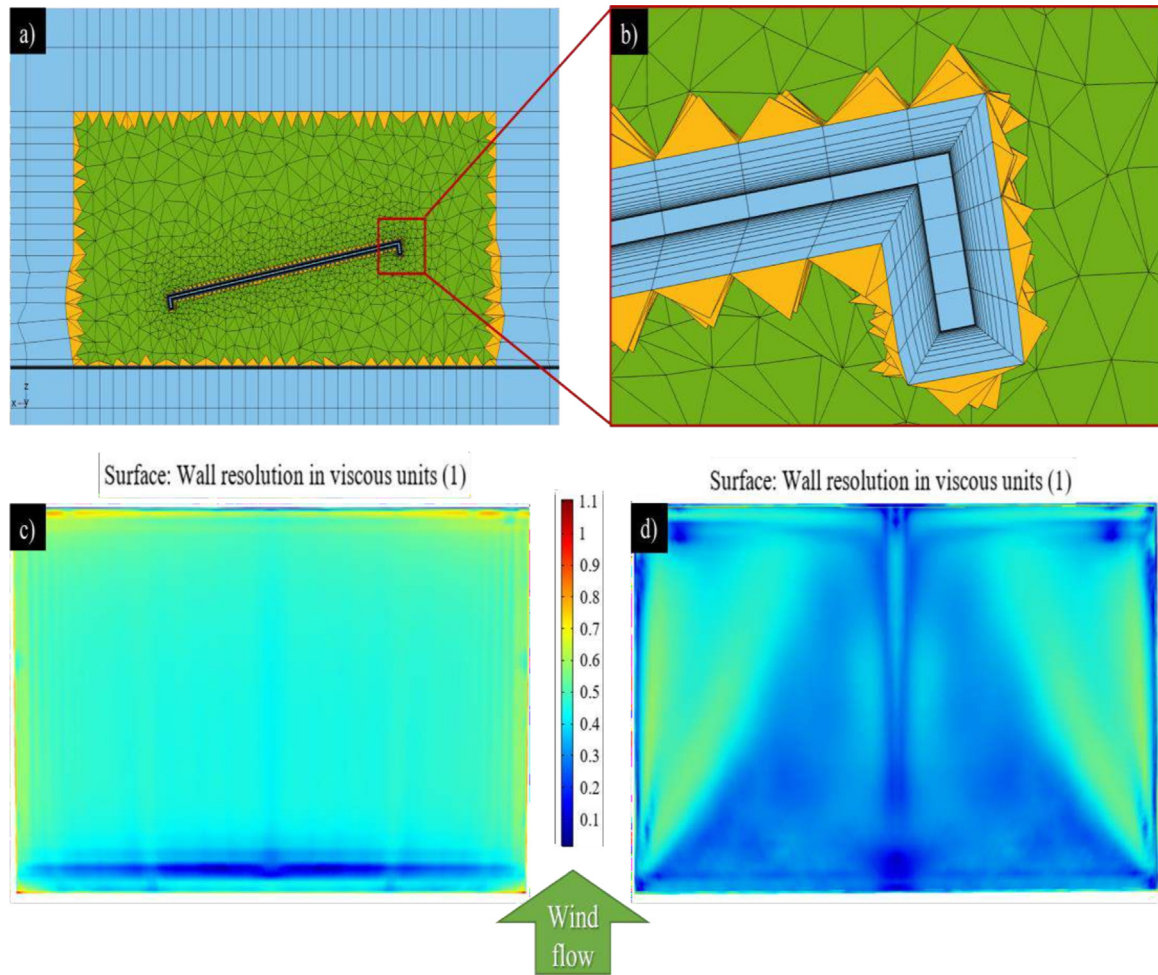 a)
b)
z
x-y
Surface: Wall resolution in viscous units (1)
Surface: Wall resolution in viscous units (1)
c)
d)
1.1
1
0.9
0.8
0.7
0.6
0.5
0.4
0.3
0.2
0.1
Wind
flow